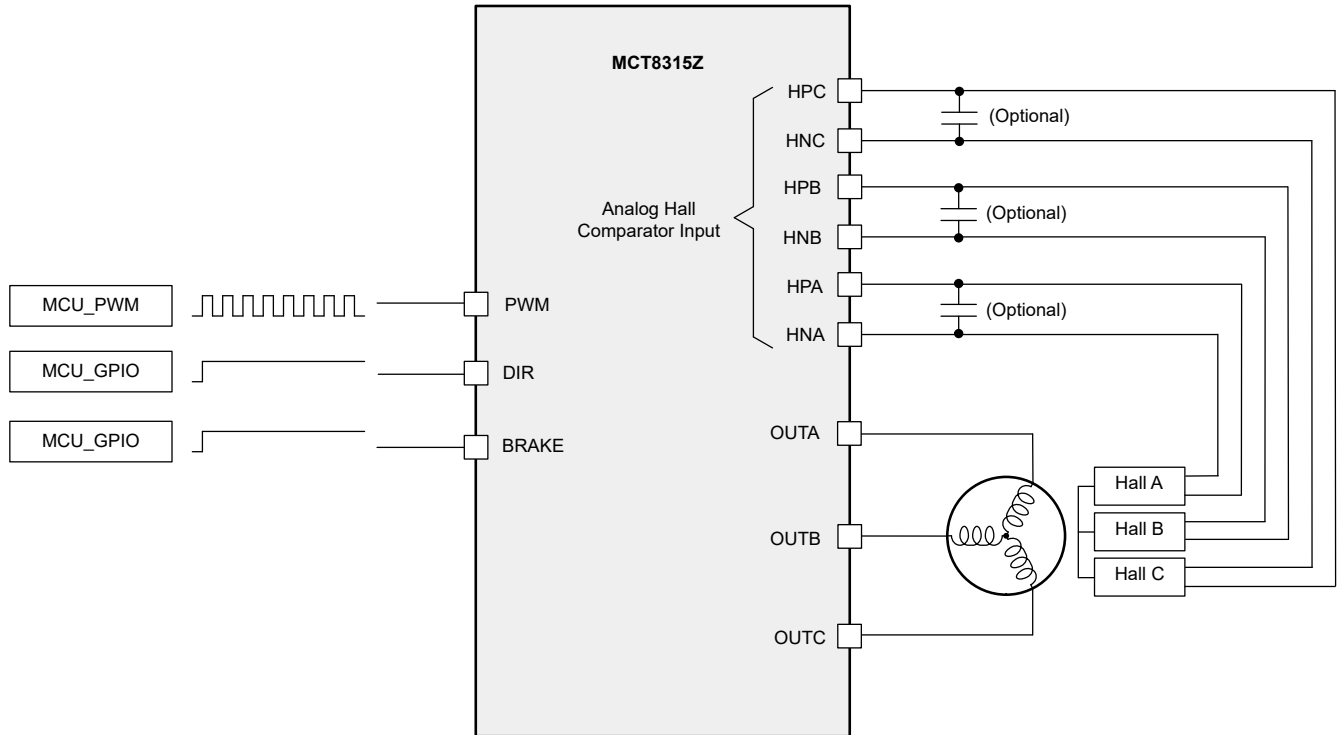 MCT8315Z
HPC
(Optional)
HNC
HPB
Analog Hall
Comparator Input
(Optional)
HNB
HPA
MCU_PWM
PWM
(Optional)
HNA
MCU_GPIO
DIR
MCU_GPIO
BRAKE
OUTA
Hall A
OUTB
Hall B
Hall C
OUTC